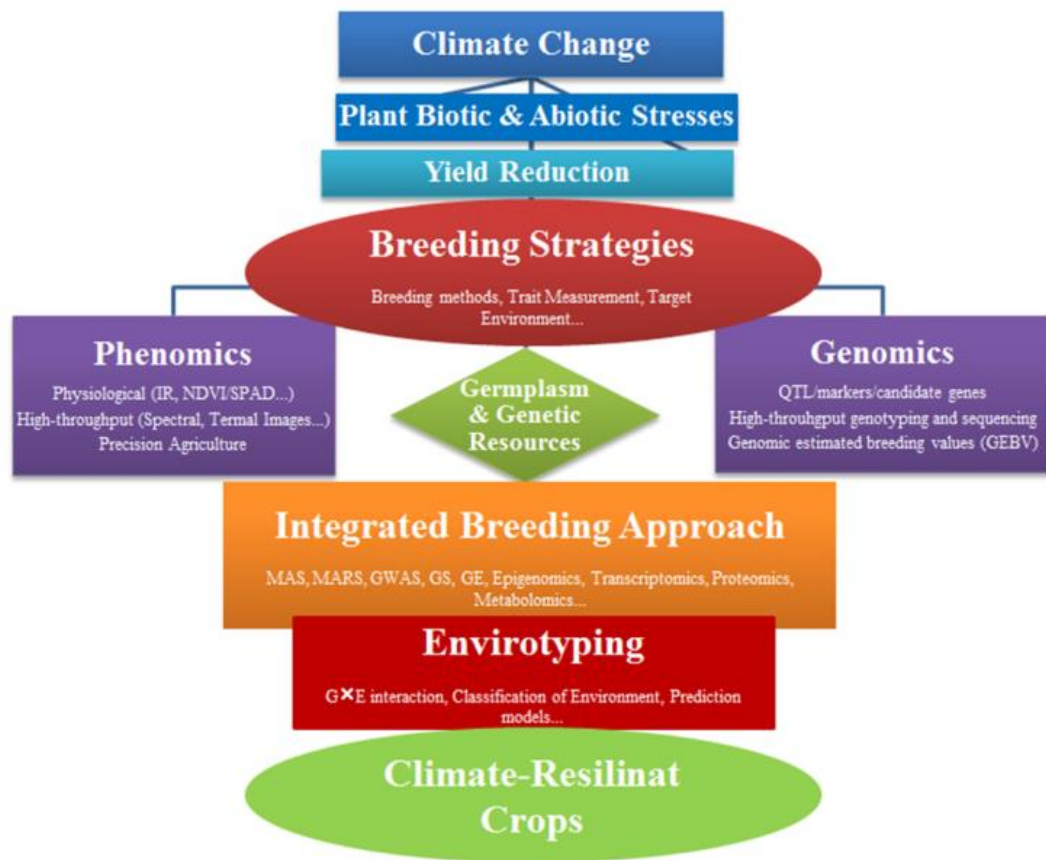 Climate Change
Plant Biotic & Abiotic Stresses
Yield Reduction
Breeding Strategies
Breeding methods, Trait Measurement, Target
Environment...
Phenomics
Physiological (IR, NDVI/SPAD...)
High-throughput (Spectral, Termal Images...)
Precision Agriculture
Germplasm
& Genetic
Resources
Genomics
QTL/markers/candidate genes
High-throuhgput genotyping and sequencing
Genomic estimated breeding values (GEBV)
Integrated Breeding Approach
MAS, MARS, GWAS, GS, GE, Epigenomics, Transcriptomics, Proteomics,
Metabolomics...
Envirotyping
G×E interaction, Classification of Environment, Prediction
models...
Climate-Resilinat
Crops